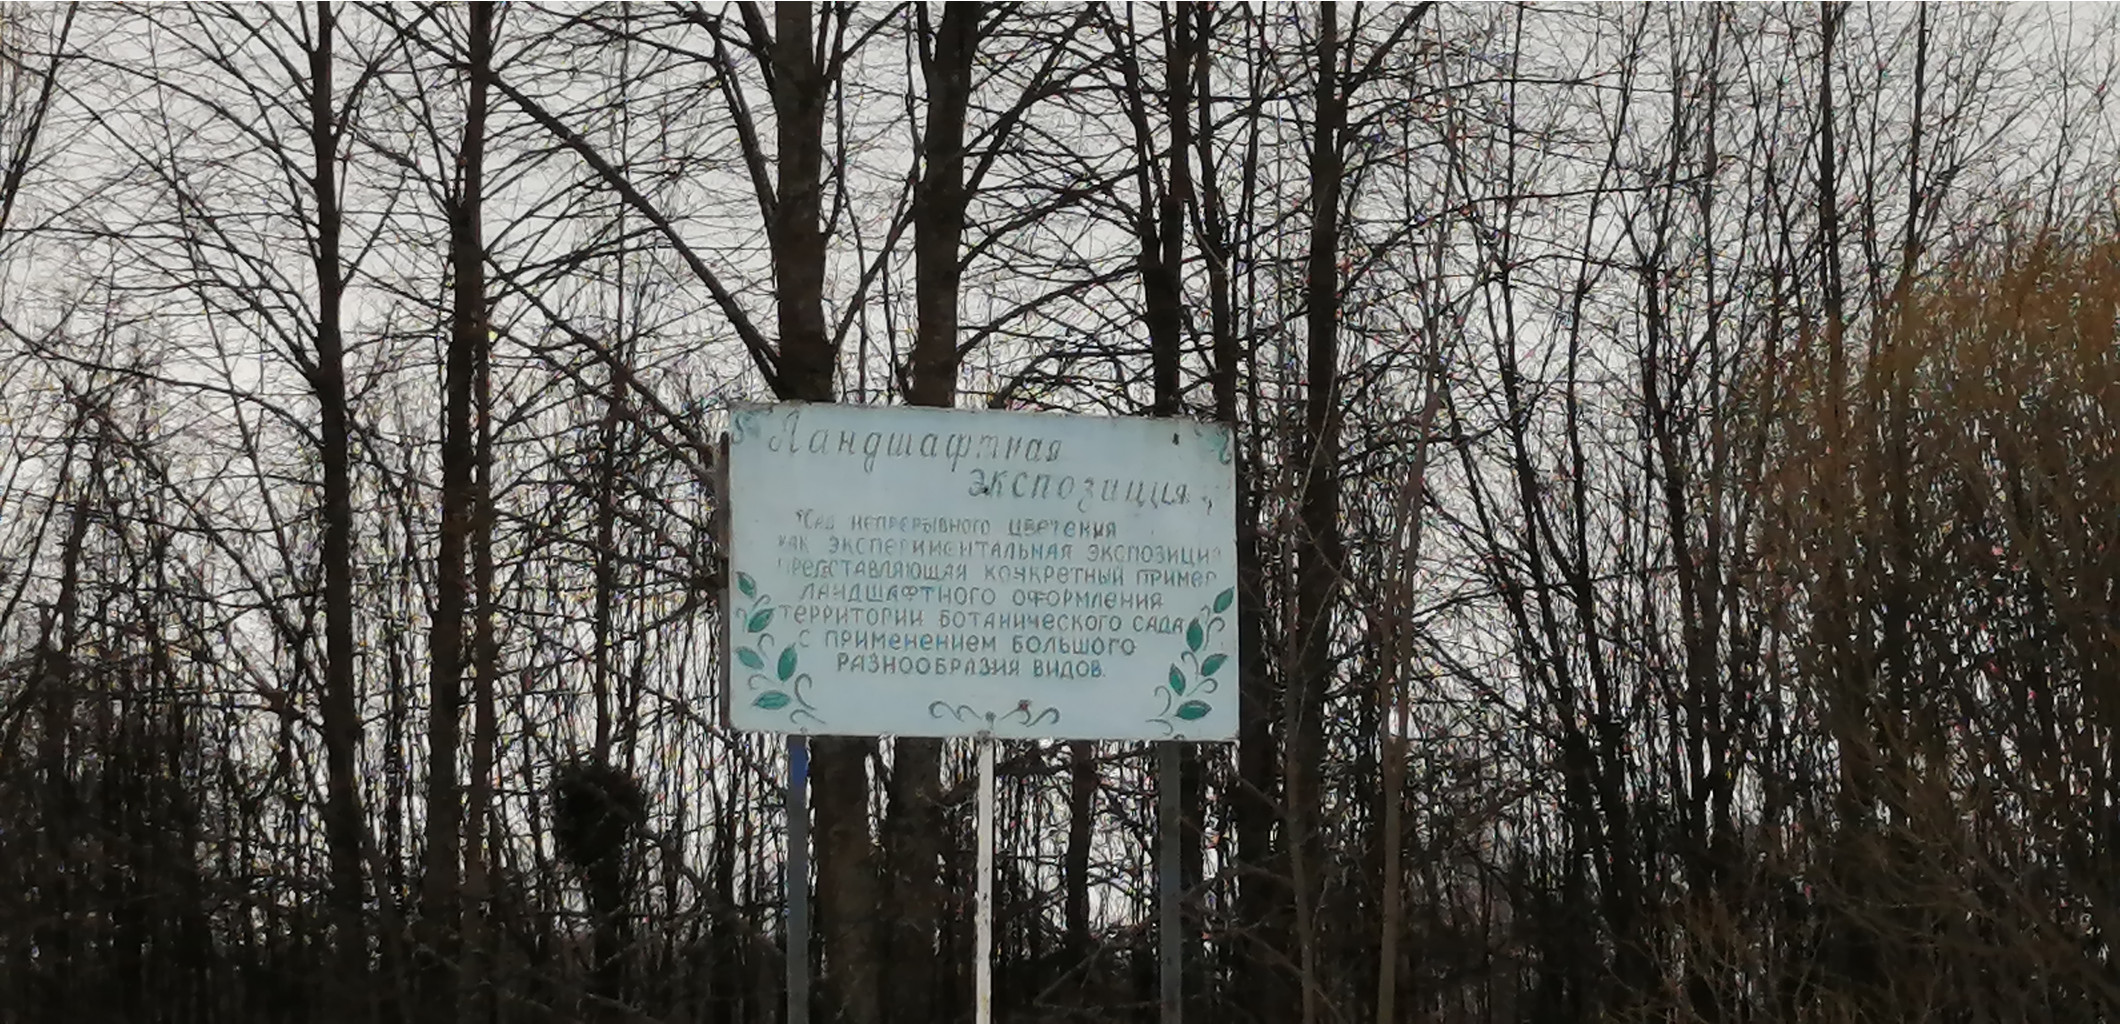 Ландшафтная
экспозиция
"Сад непрерывного цветения
как экспериментальная экспозиция
представляющая конкретный пример
ландшафтного оформления
территории ботанического сада
с применением большого
разнообразия видов.